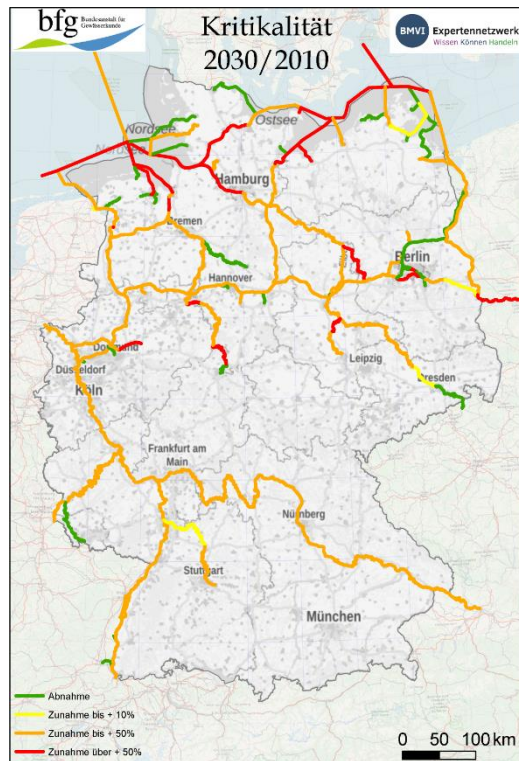 bfg
Bundesanstalt für
Gewässerkunde
Kritikalität
2030/2010
BMVI
Expertennetzwerk
Wissen Können Handeln
Nordsee
Ostsee
Hamburg
Bremen
Hannover
Berlin
Dortmund
Düsseldorf
Köln
Leipzig
Dresden
Frankfurt am
Main
Nürnberg
Stuttgart
München
Abnahme
Zunahme bis + 10%
Zunahme bis + 50%
Zunahme über + 50%
0 50 100 km